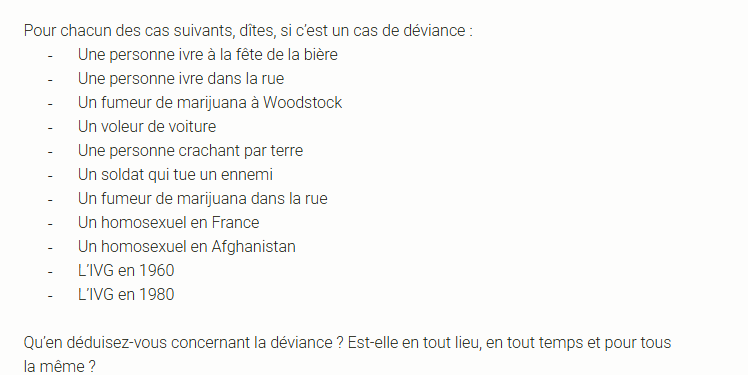 Pour chacun des cas suivants, dîtes, si c'est un cas de déviance :
- Une personne ivre à la fête de la bière
- Une personne ivre dans la rue
- Un fumeur de marijuana à Woodstock
- Un voleur de voiture
- Une personne crachant par terre
- Un soldat qui tue un ennemi
- Un fumeur de marijuana dans la rue
- Un homosexuel en France
- Un homosexuel en Afghanistan
- L'IVG en 1960
- L'IVG en 1980
Qu'en déduisez-vous concernant la déviance ? Est-elle en tout lieu, en tout temps et pour tous
la même ?